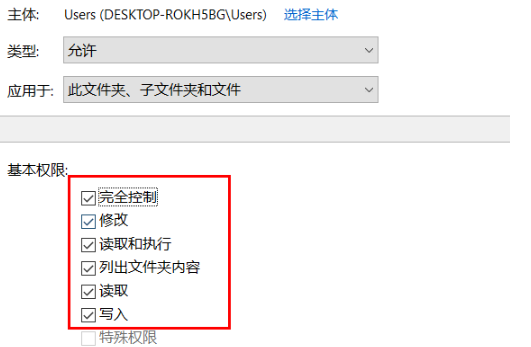 主体: Users (DESKTOP-ROKH5BG\Users) 选择主体
类型: 允许
应用于: 此文件夹、子文件夹和文件
基本权限:
完全控制
修改
读取和执行
列出文件夹内容
读取
写入
特殊权限